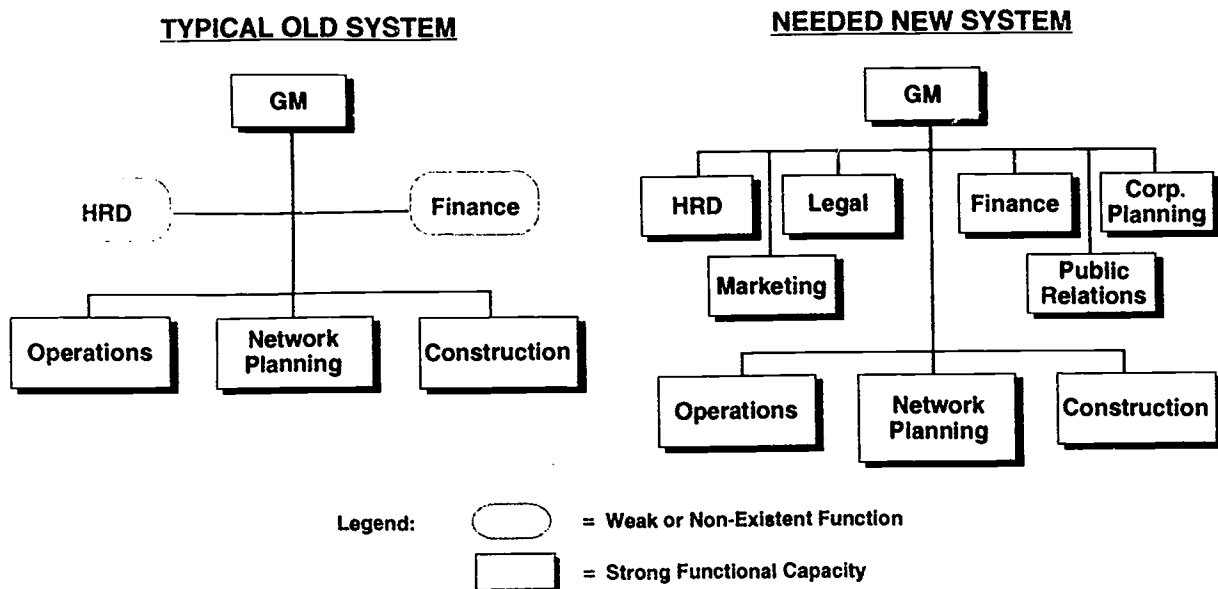 TYPICAL OLD SYSTEM
GM
HRD
Finance
Operations
Network
Planning
Construction
NEEDED NEW SYSTEM
GM
HRD
Legal
Finance
Corp.
Planning
Marketing
Public
Relations
Operations
Network
Planning
Construction
Legend:
= Weak or Non-Existent Function
= Strong Functional Capacity